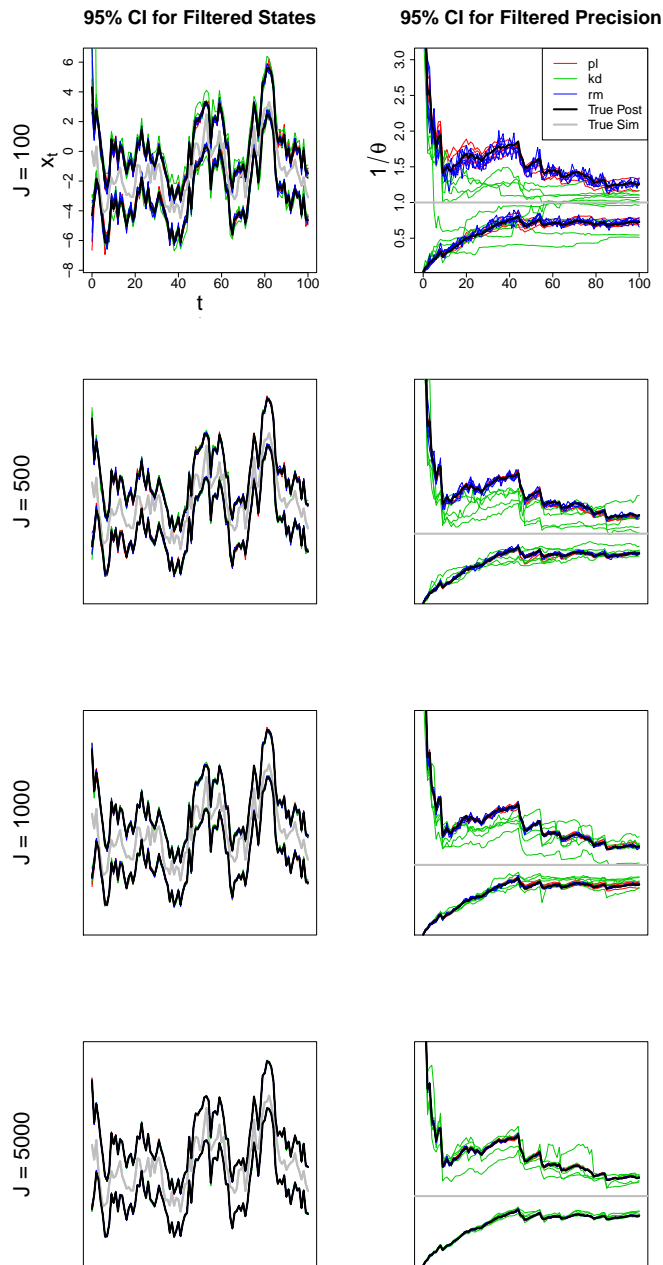 95% CI for Filtered States
95% CI for Filtered Precision
J = 100
x_t
6
4
2
0
−2
−4
−6
−8
0
20
40
60
80
100
t
1/θ
3.0
2.5
2.0
1.5
1.0
0.5
0
20
40
60
80
100
pl
kd
rm
True Post
True Sim
J = 500
J = 1000
J = 5000